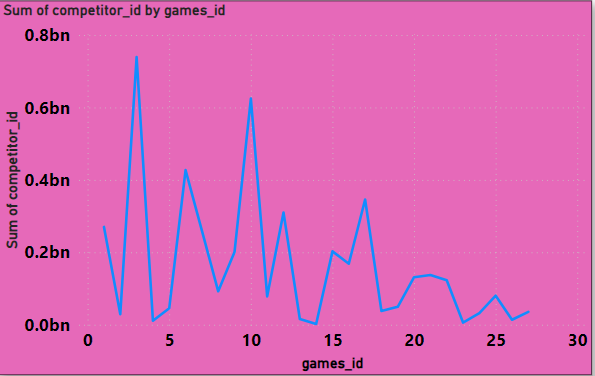 Sum of competitor_id by games_id
0.8bn
0.6bn
0.4bn
0.2bn
0.0bn
Sum of competitor_id
0 5 10 15 20 25 30
games_id